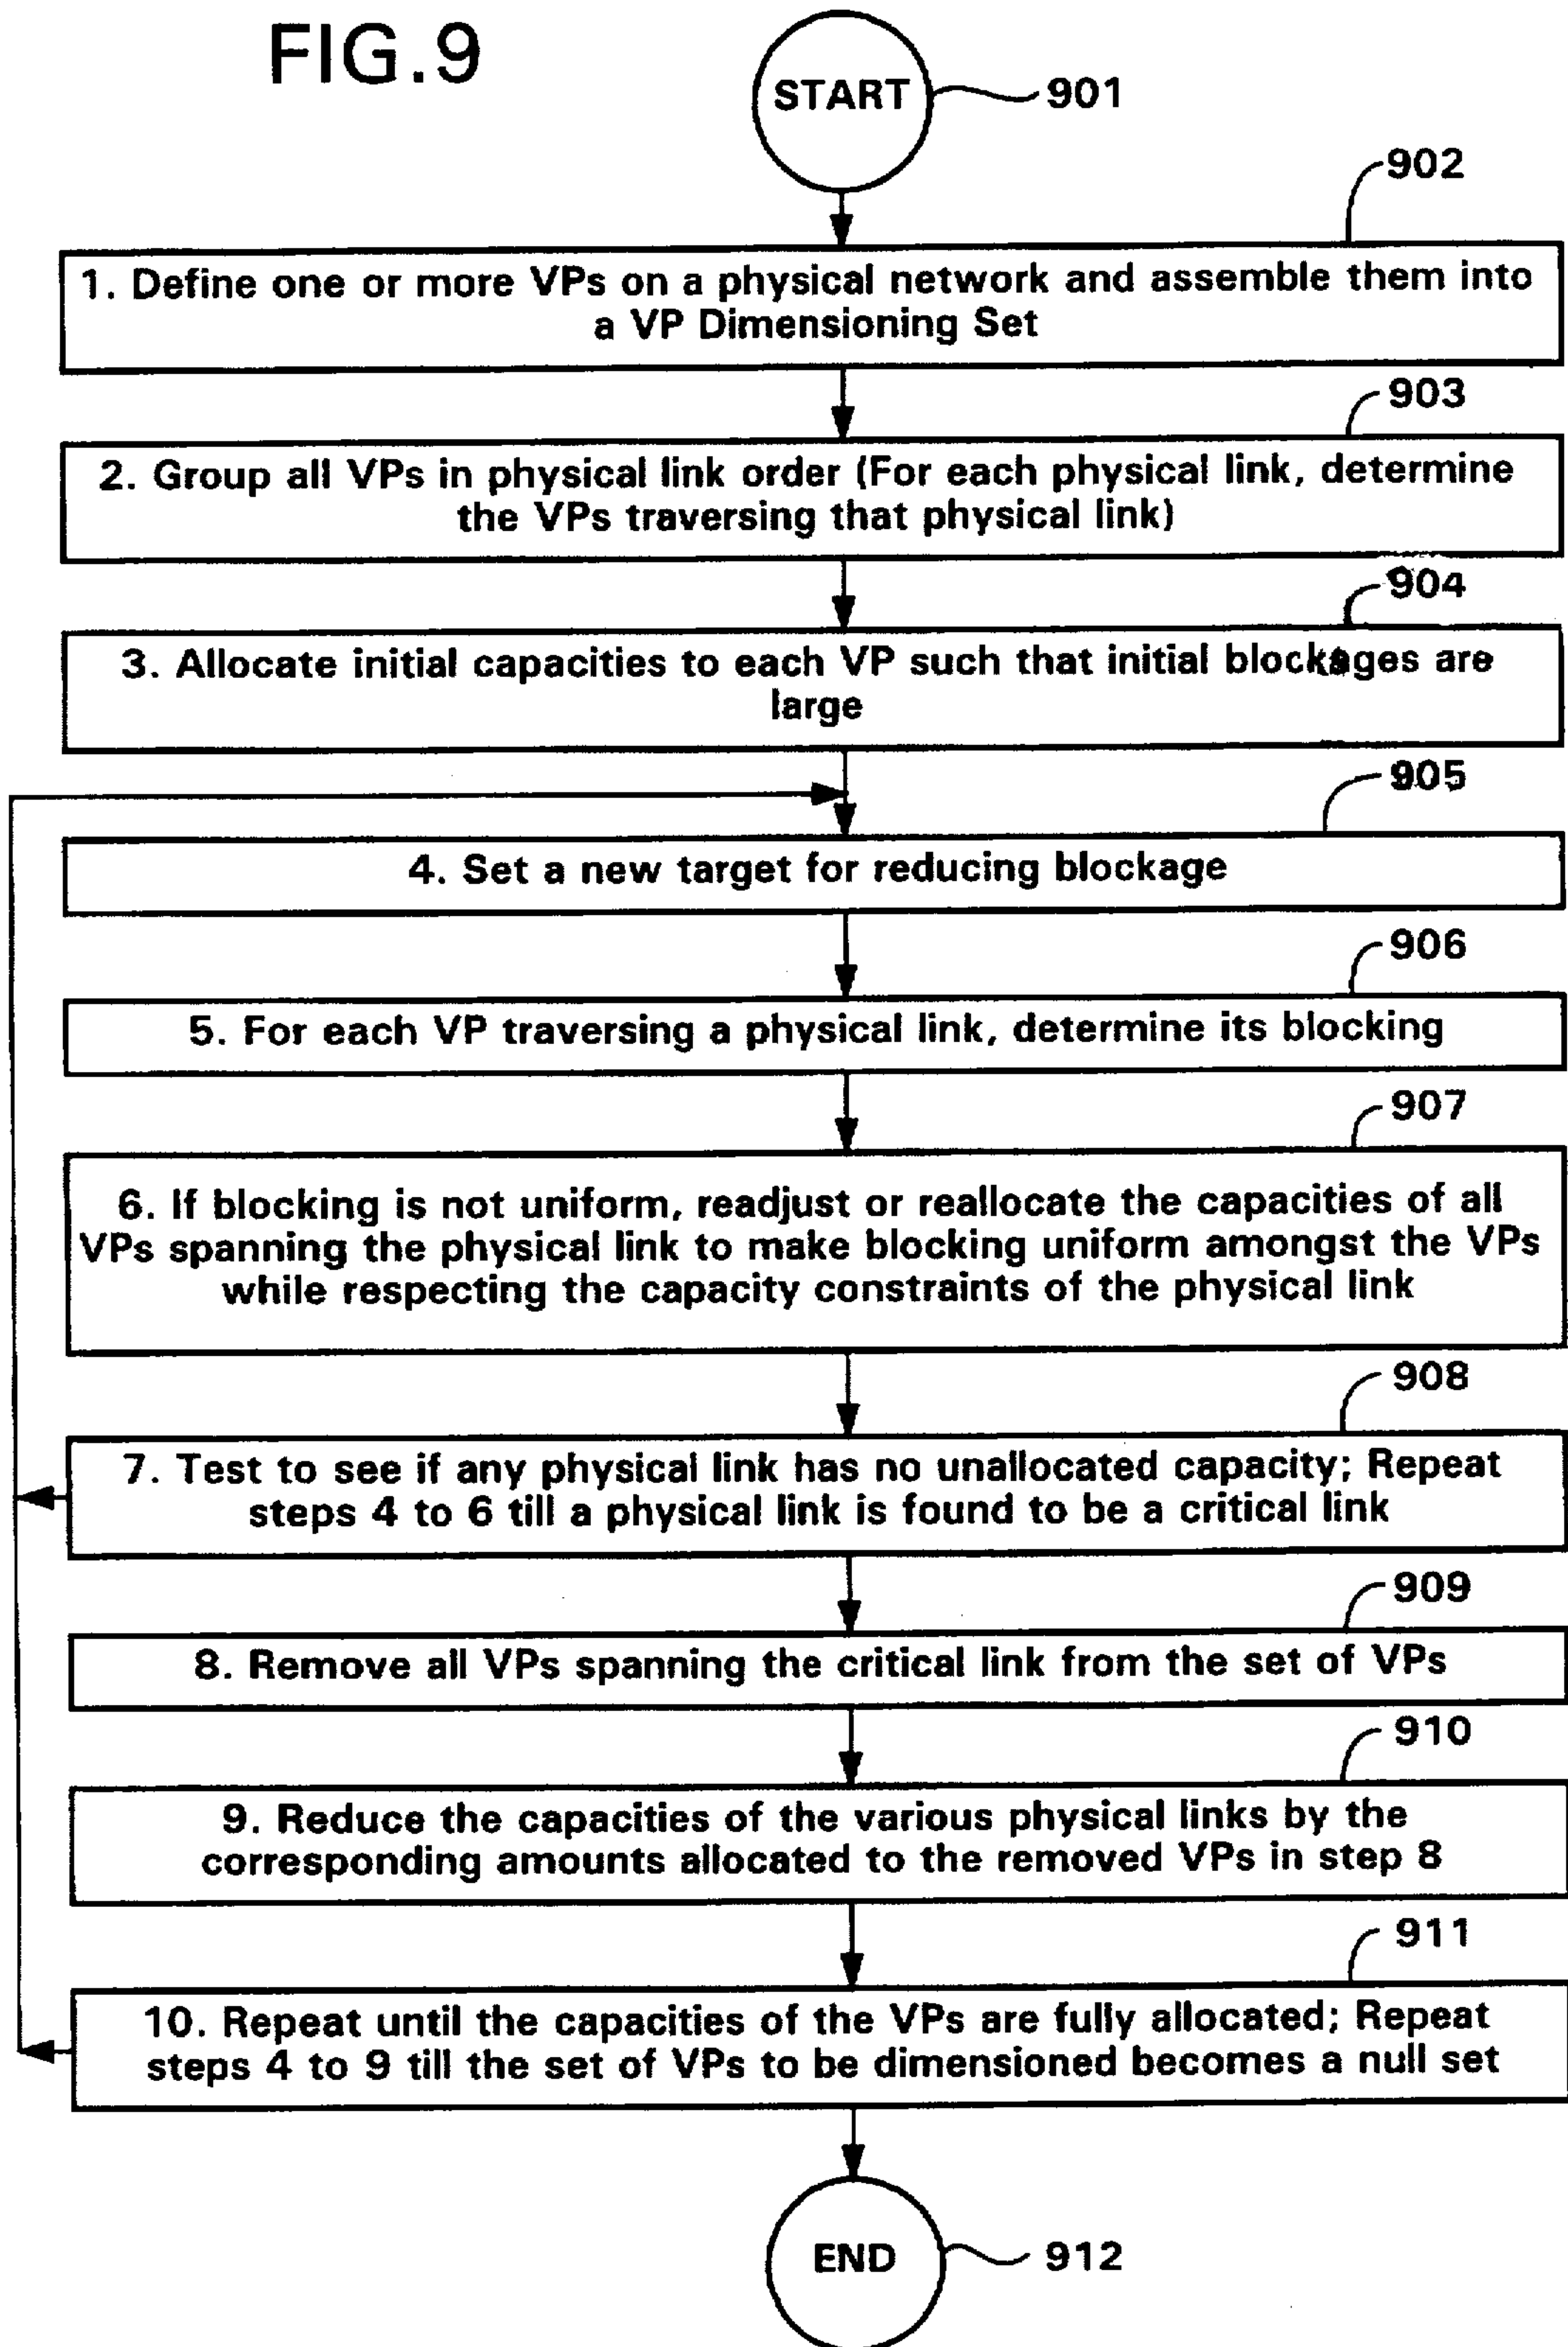 FIG.9
START
901
902
1. Define one or more VPs on a physical network and assemble them into
a VP Dimensioning Set
903
2. Group all VPs in physical link order (For each physical link, determine
the VPs traversing that physical link)
904
3. Allocate initial capacities to each VP such that initial blockages are
large
905
4. Set a new target for reducing blockage
906
5. For each VP traversing a physical link, determine its blocking
907
6. If blocking is not uniform, readjust or reallocate the capacities of all
VPs spanning the physical link to make blocking uniform amongst the VPs
while respecting the capacity constraints of the physical link
908
7. Test to see if any physical link has no unallocated capacity; Repeat
steps 4 to 6 till a physical link is found to be a critical link
909
8. Remove all VPs spanning the critical link from the set of VPs
910
9. Reduce the capacities of the various physical links by the
corresponding amounts allocated to the removed VPs in step 8
911
10. Repeat until the capacities of the VPs are fully allocated; Repeat
steps 4 to 9 till the set of VPs to be dimensioned becomes a null set
END
912